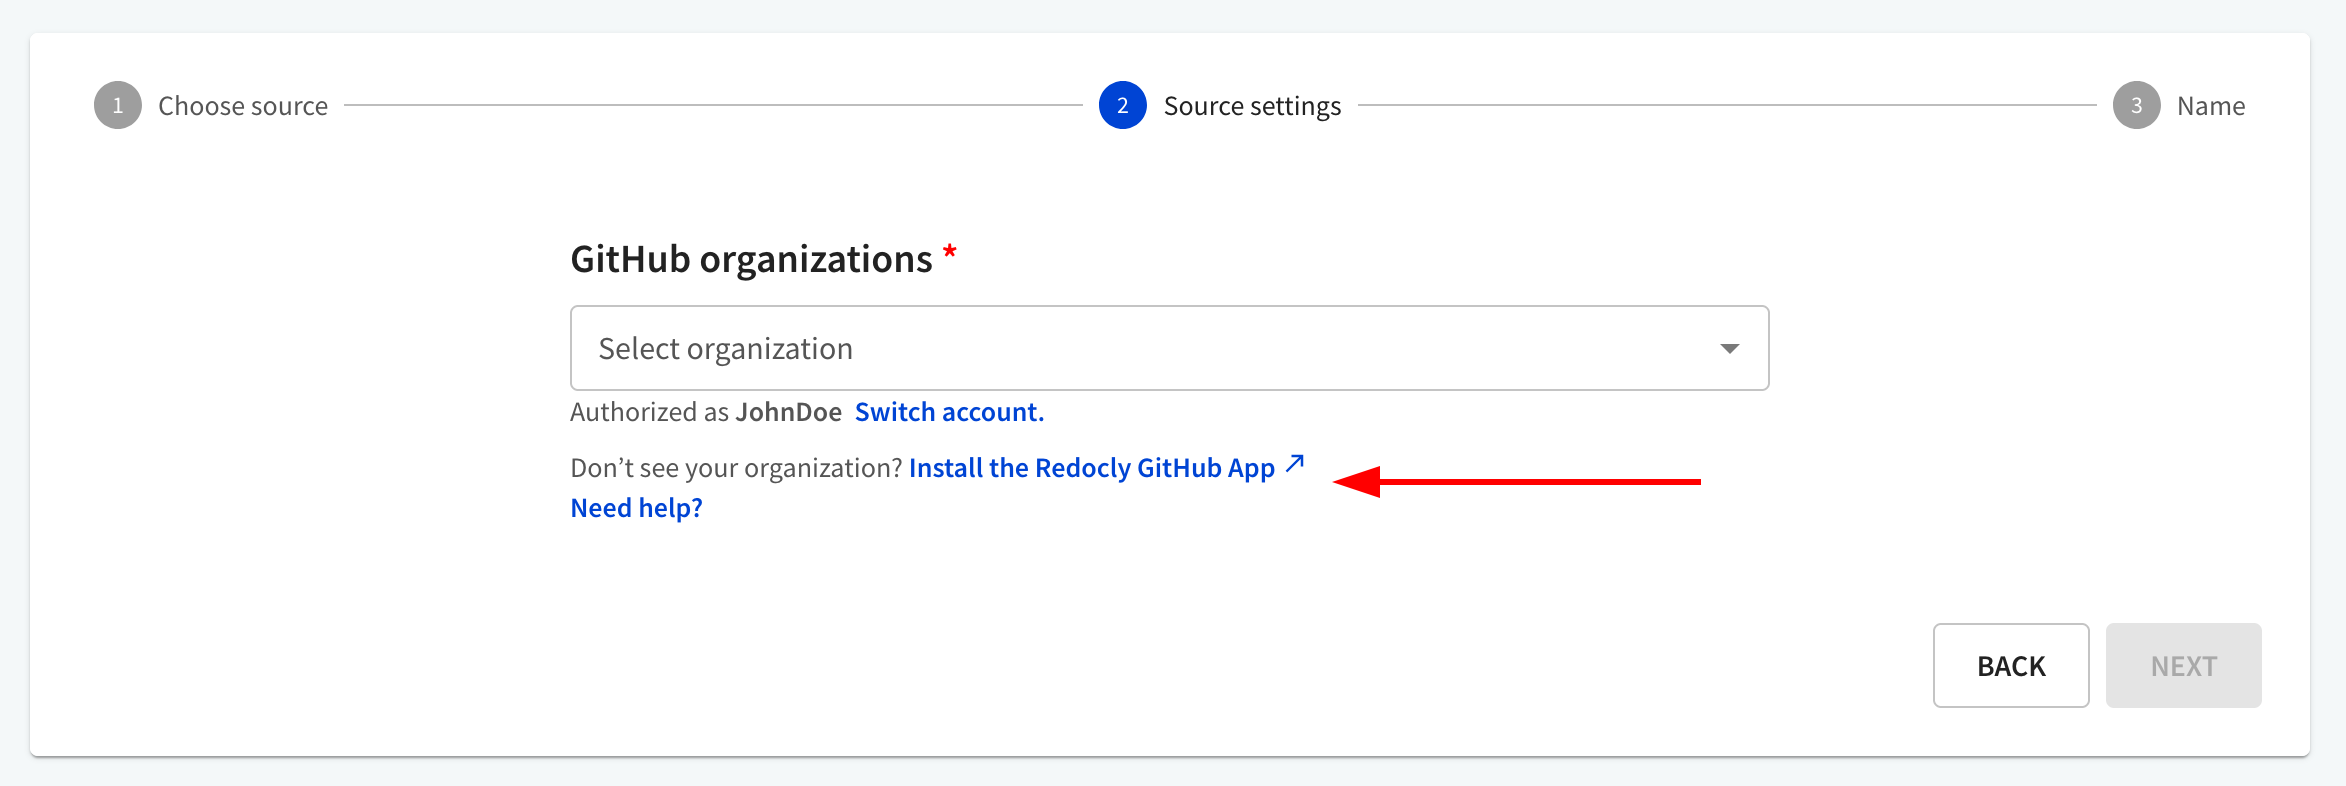 1 Choose source 2 Source settings 3 Name
GitHub organizations *
Select organization
Authorized as JohnDoe Switch account.
Don’t see your organization? Install the Redocly GitHub App
Need help?
BACK NEXT